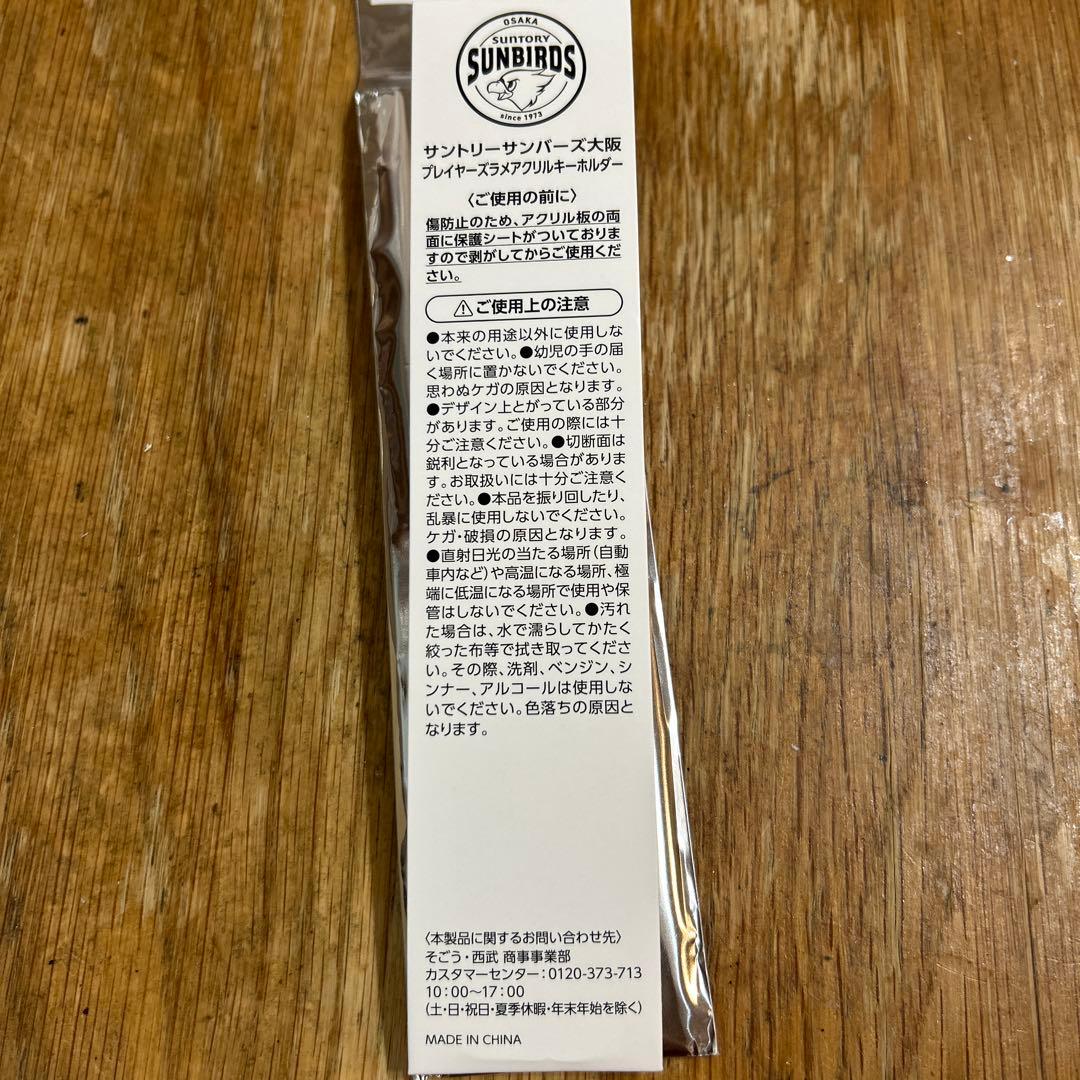 OSAKA
SUNTORY
SUNBIRDS
since 1973
サントリーサンバーズ大阪
プレイヤーズラメアクリルキーホルダー
〈ご使用の前に〉
傷防止のため、アクリル板の両
面に保護シートがついておりま
すので剥がしてからご使用くだ
さい。
⚠ご使用上の注意
●本来の用途以外に使用しな
いでください。●幼児の手の届
く場所に置かないでください。
思わぬケガの原因となります。
●デザイン上とがっている部分
があります。ご使用の際には十
分ご注意ください。●切断面は
鋭利となっている場合がありま
す。お取扱いには十分ご注意く
ださい。●本品を振り回したり、
乱暴に使用しないでください。
ケガ・破損の原因となります。
●直射日光の当たる場所(自動
車内など)や高温になる場所、極
端に低温になる場所で使用や保
管はしないでください。●汚れ
た場合は、水で濡らしてかたく
絞った布等で拭き取ってくださ
い。その際、洗剤、ベンジン、シ
ンナー、アルコールは使用しな
いでください。色落ちの原因と
なります。
〈本製品に関するお問い合わせ先〉
そごう・西武 商事事業部
カスタマーセンター:0120-373-713
10:00〜17:00
(土・日・祝日・夏季休暇・年末年始を除く)
MADE IN CHINA